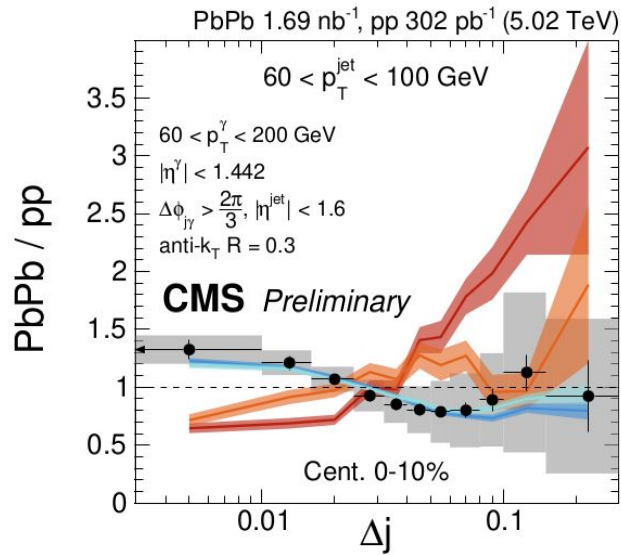 PbPb 1.69 nb⁻¹, pp 302 pb⁻¹ (5.02 TeV)
60 < p_T^jet < 100 GeV
60 < p_T^γ < 200 GeV
|η^γ| < 1.442
Δϕ_jγ > 2π/3, |η^jet| < 1.6
anti-k_T R = 0.3
CMS Preliminary
PbPb / pp
3.5
3
2.5
2
1.5
1
0.5
0
Cent. 0-10%
0.01
0.1
Δj